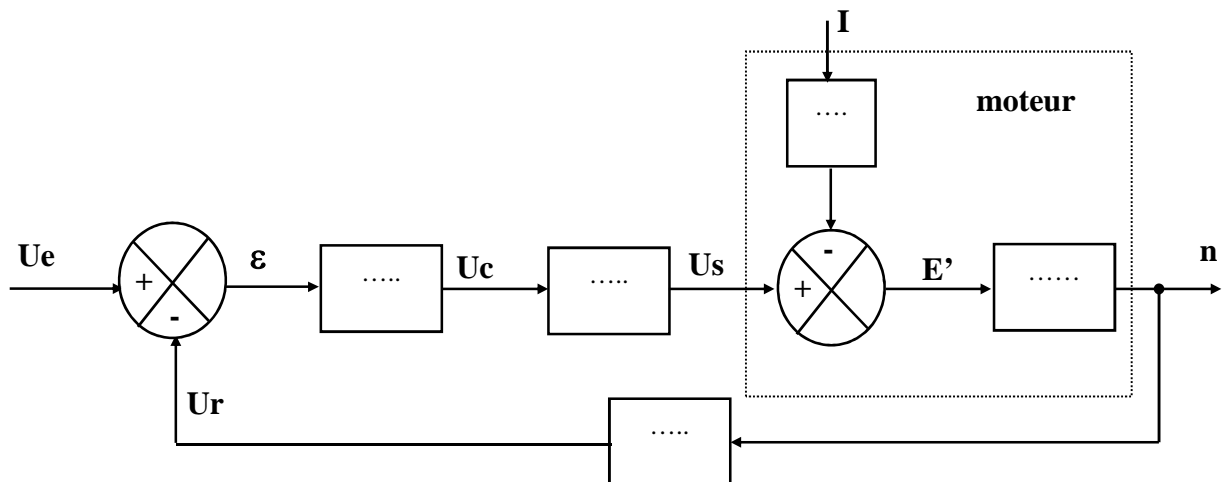 I
moteur
....
-
Ue
+
-
ε
.....
Uc
.....
Us
+
E’
......
n
Ur
.....